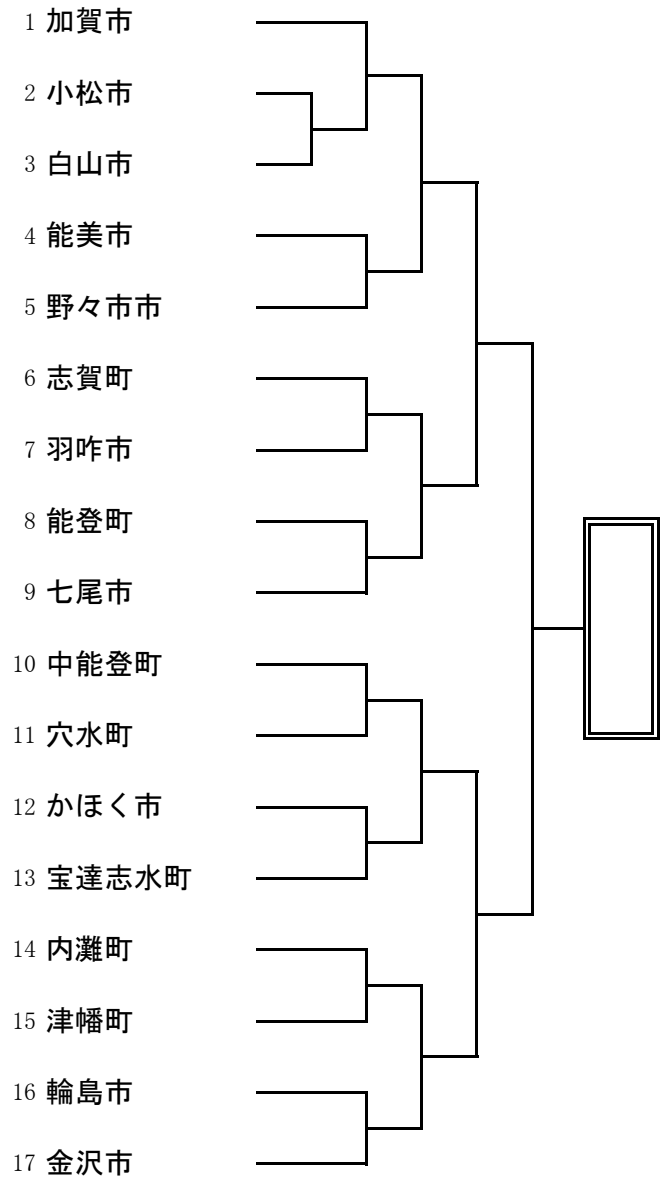 1 加賀市
2 小松市
3 白山市
4 能美市
5 野々市市
6 志賀町
7 羽咋市
8 能登町
9 七尾市
10 中能登町
11 穴水町
12 かほく市
13 宝達志水町
14 内灘町
15 津幡町
16 輪島市
17 金沢市